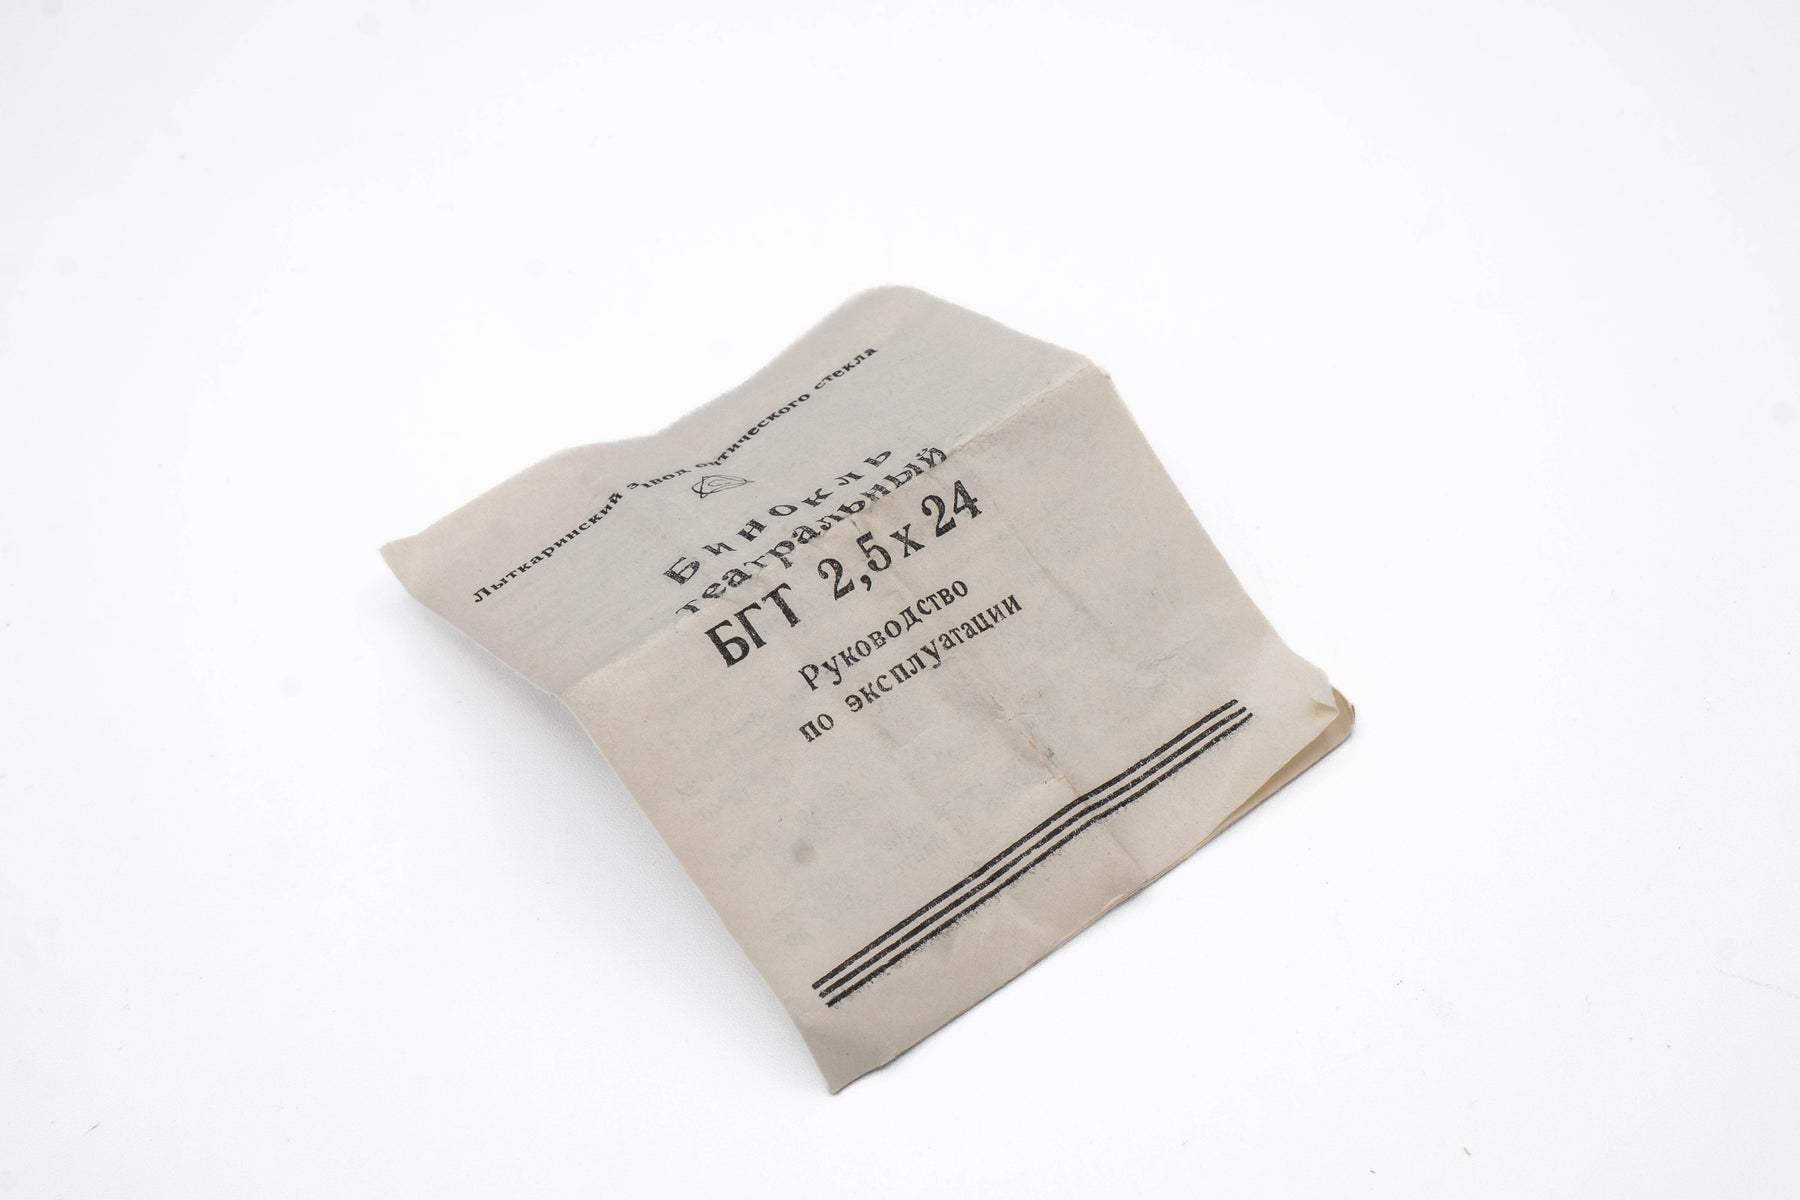 Лыткаринский завод оптического стекла
Бинокль
театральный
БГТ 2,5х24
Руководство
по эксплуатации